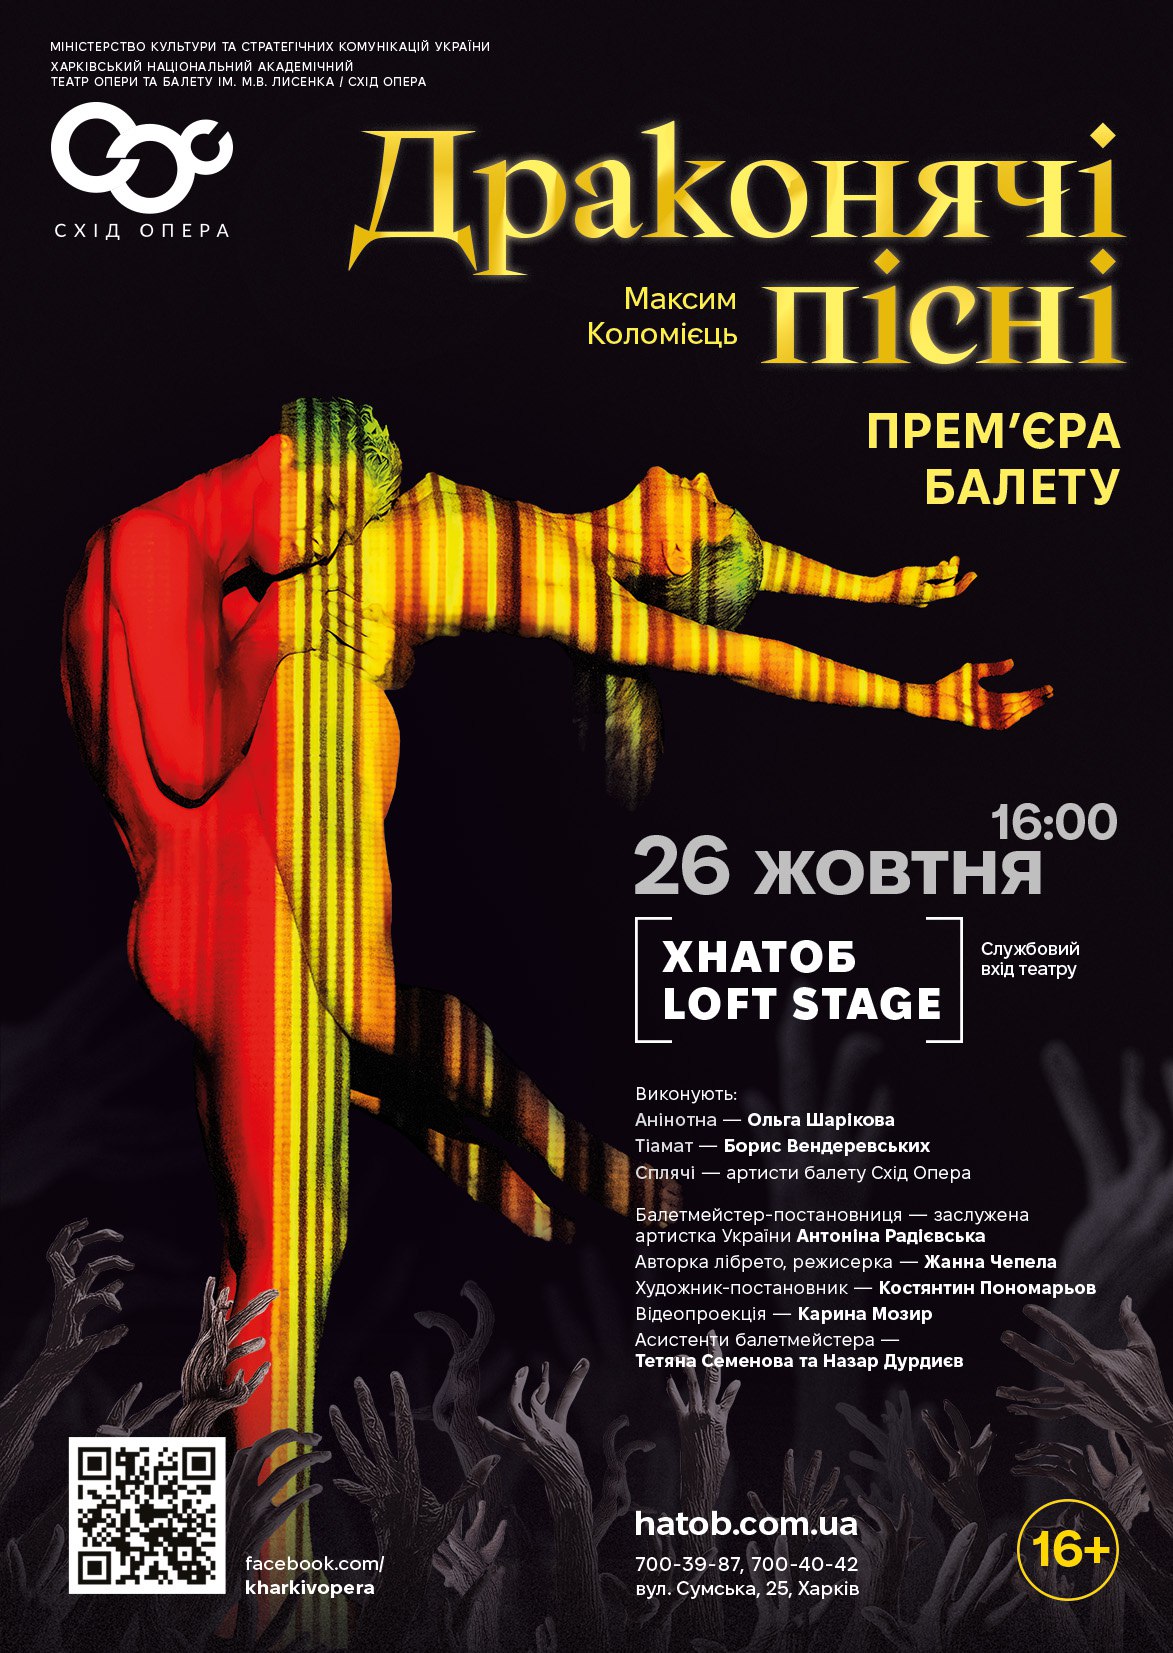 МІНІСТЕРСТВО КУЛЬТУРИ ТА СТРАТЕГІЧНИХ КОМУНІКАЦІЙ УКРАЇНИ
ХАРКІВСЬКИЙ НАЦІОНАЛЬНИЙ АКАДЕМІЧНИЙ
ТЕАТР ОПЕРИ ТА БАЛЕТУ ІМ. М.В. ЛИСЕНКА / СХІД ОПЕРА
СХІД ОПЕРА
Драконячі
пісні
Максим
Коломієць
ПРЕМ’ЄРА
БАЛЕТУ
16:00
26 жовтня
ХНАТОБ
LOFT STAGE
Службовий
вхід театру
Виконують:
Анінотна — Ольга Шарікова
Тіамат — Борис Вендеревських
Сплячі — артисти балету Схід Опера
Балетмейстер-постановниця — заслужена
артистка України Антоніна Радієвська
Авторка лібрето, режисерка — Жанна Чепела
Художник-постановник — Костянтин Пономарьов
Відеопроекція — Карина Мозир
Асистенти балетмейстера —
Тетяна Семенова та Назар Дурдиєв
facebook.com/
kharkivopera
hatob.com.ua
700-39-87, 700-40-42
вул. Сумська, 25, Харків
16+